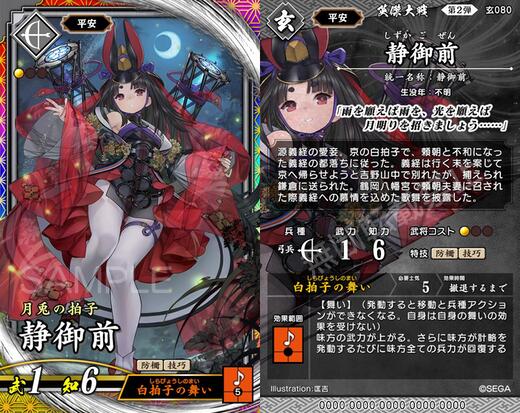 平安
SAMPLE
月兎の拍子
静御前
防柵 技巧
武1 知6
しらびょうしのまい
白拍子の舞い
5
玄
平安
英傑大戦
第2弾
玄080
しずかごぜん
静御前
統一名称：静御前
生没年：不明
「雨を願えば雨を、光を願えば
月明りを招きましょう……」
源義経の愛妾。京の白拍子で、頼朝と不和になっ
た義経の都落ちに従った。義経は行く末を案じて
京へ帰らせようと吉野山中で別れたが、捕えられ
鎌倉に送られた。鶴岡八幡宮で頼朝夫妻に召され
た際義経への慕情を込めた歌舞を披露した。
兵種 武力 知力 武将コスト
弓兵 1 6 特技 防柵 技巧
しらびょうしのまい
白拍子の舞い
必要士気 5 効果時間 撤退するまで
効果範囲
【舞い】（発動すると移動と兵種アクション
ができなくなる。自身は自身の舞いの効
果を受けない）
味方の武力が上がる。さらに味方が計略を
発動するたびに味方全ての兵力が回復する
Illustration：匡吉
©SEGA
0000-0000-0000-0000-0000